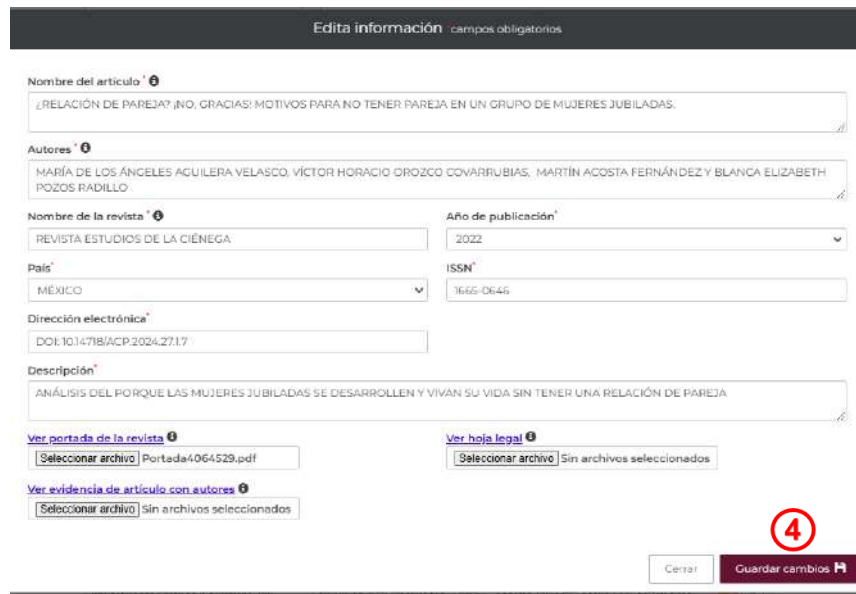 Edita información *campos obligatorios
Nombre del artículo *
¿RELACIÓN DE PAREJA? ¡NO, GRACIAS! MOTIVOS PARA NO TENER PAREJA EN UN GRUPO DE MUJERES JUBILADAS.
Autores *
MARÍA DE LOS ÁNGELES AGUILERA VELASCO, VÍCTOR HORACIO OROZCO COVARRUBIAS, MARTÍN ACOSTA FERNÁNDEZ Y BLANCA ELIZABETH
POZOS RADILLO
Nombre de la revista * Año de publicación*
REVISTA ESTUDIOS DE LA CIÉNEGA 2022
País* ISSN*
MÉXICO 1665-0646
Dirección electrónica*
DOI: 10.14718/ACP.2024.27.1.7
Descripción*
ANÁLISIS DEL PORQUE LAS MUJERES JUBILADAS SE DESARROLLEN Y VIVAN SU VIDA SIN TENER UNA RELACIÓN DE PAREJA
Ver portada de la revista Ver hoja legal
Seleccionar archivo Portada4064529.pdf Seleccionar archivo Sin archivos seleccionados
Ver evidencia de artículo con autores
Seleccionar archivo Sin archivos seleccionados
4
Cerrar Guardar cambios